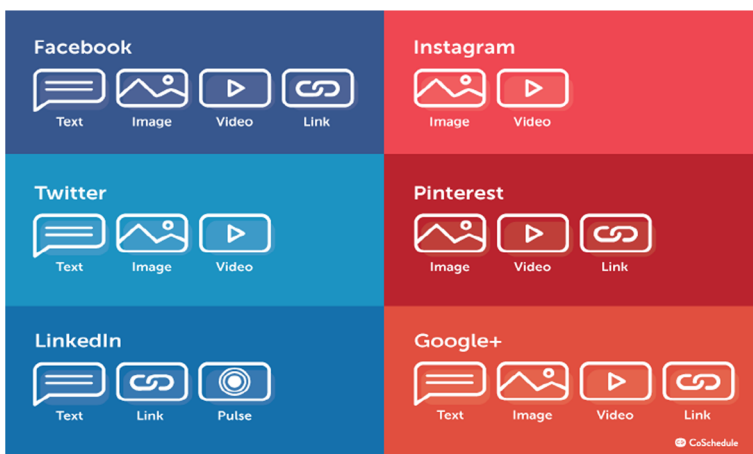 Facebook
Text Image Video Link
Instagram
Image Video
Twitter
Text Image Video
Pinterest
Image Video Link
LinkedIn
Text Link Pulse
Google+
Text Image Video Link
CoSchedule